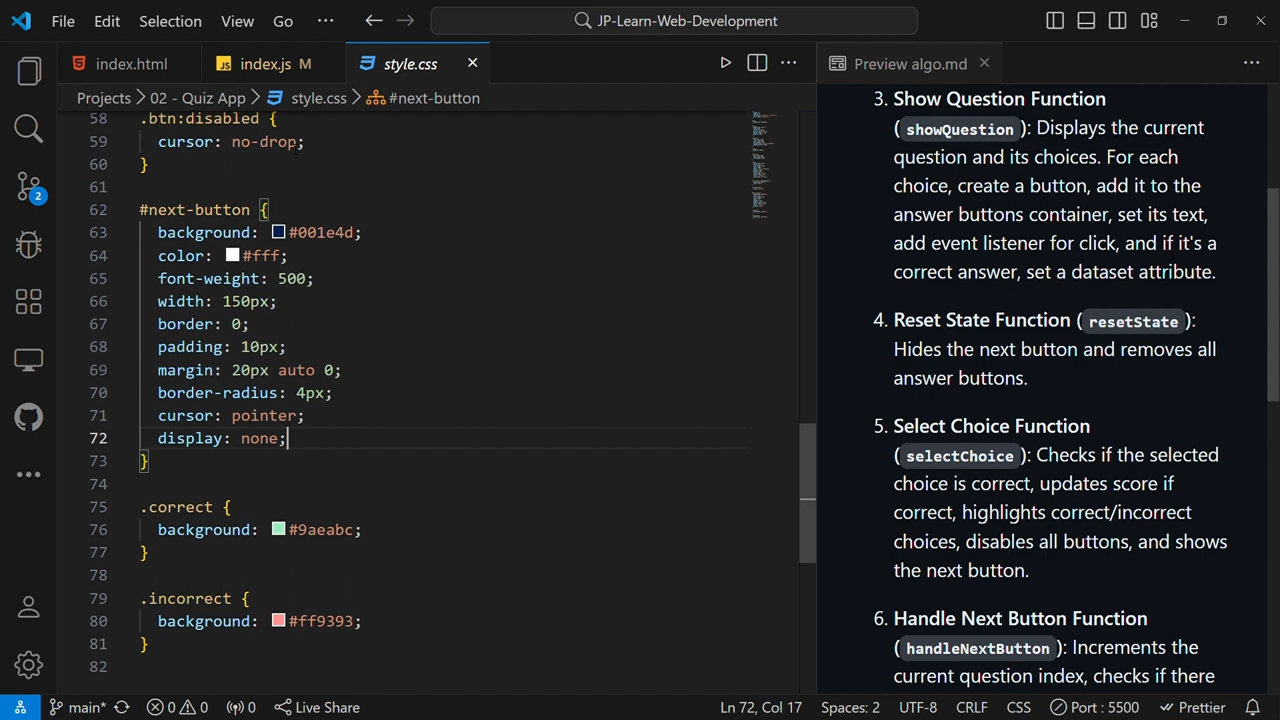 File Edit Selection View Go ··· JP-Learn-Web-Development
index.html index.js M style.css Preview algo.md
Projects > 02 - Quiz App > style.css > #next-button
58 .btn:disabled {
59 cursor: no-drop;
60 }
61
62 #next-button {
63 background: #001e4d;
64 color: #fff;
65 font-weight: 500;
66 width: 150px;
67 border: 0;
68 padding: 10px;
69 margin: 20px auto 0;
70 border-radius: 4px;
71 cursor: pointer;
72 display: none;
73 }
74
75 .correct {
76 background: #9aeabc;
77 }
78
79 .incorrect {
80 background: #ff9393;
81 }
82
3. Show Question Function
(showQuestion): Displays the current
question and its choices. For each
choice, create a button, add it to the
answer buttons container, set its text,
add event listener for click, and if it's a
correct answer, set a dataset attribute.
4. Reset State Function (resetState):
Hides the next button and removes all
answer buttons.
5. Select Choice Function
(selectChoice): Checks if the selected
choice is correct, updates score if
correct, highlights correct/incorrect
choices, disables all buttons, and shows
the next button.
6. Handle Next Button Function
(handleNextButton): Increments the
current question index, checks if there
2
main* 0 0 0 Live Share Ln 72, Col 17 Spaces: 2 UTF-8 CRLF CSS Port : 5500 Prettier